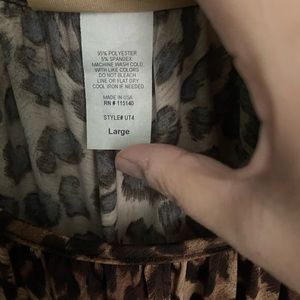 95% POLYESTER
5% SPANDEX
MACHINE WASH COLD
WITH LIKE COLORS
DO NOT BLEACH
LINE OR FLAT DRY
COOL IRON IF NEEDED
MADE IN USA
RN # 115140
STYLE# UT4
Large